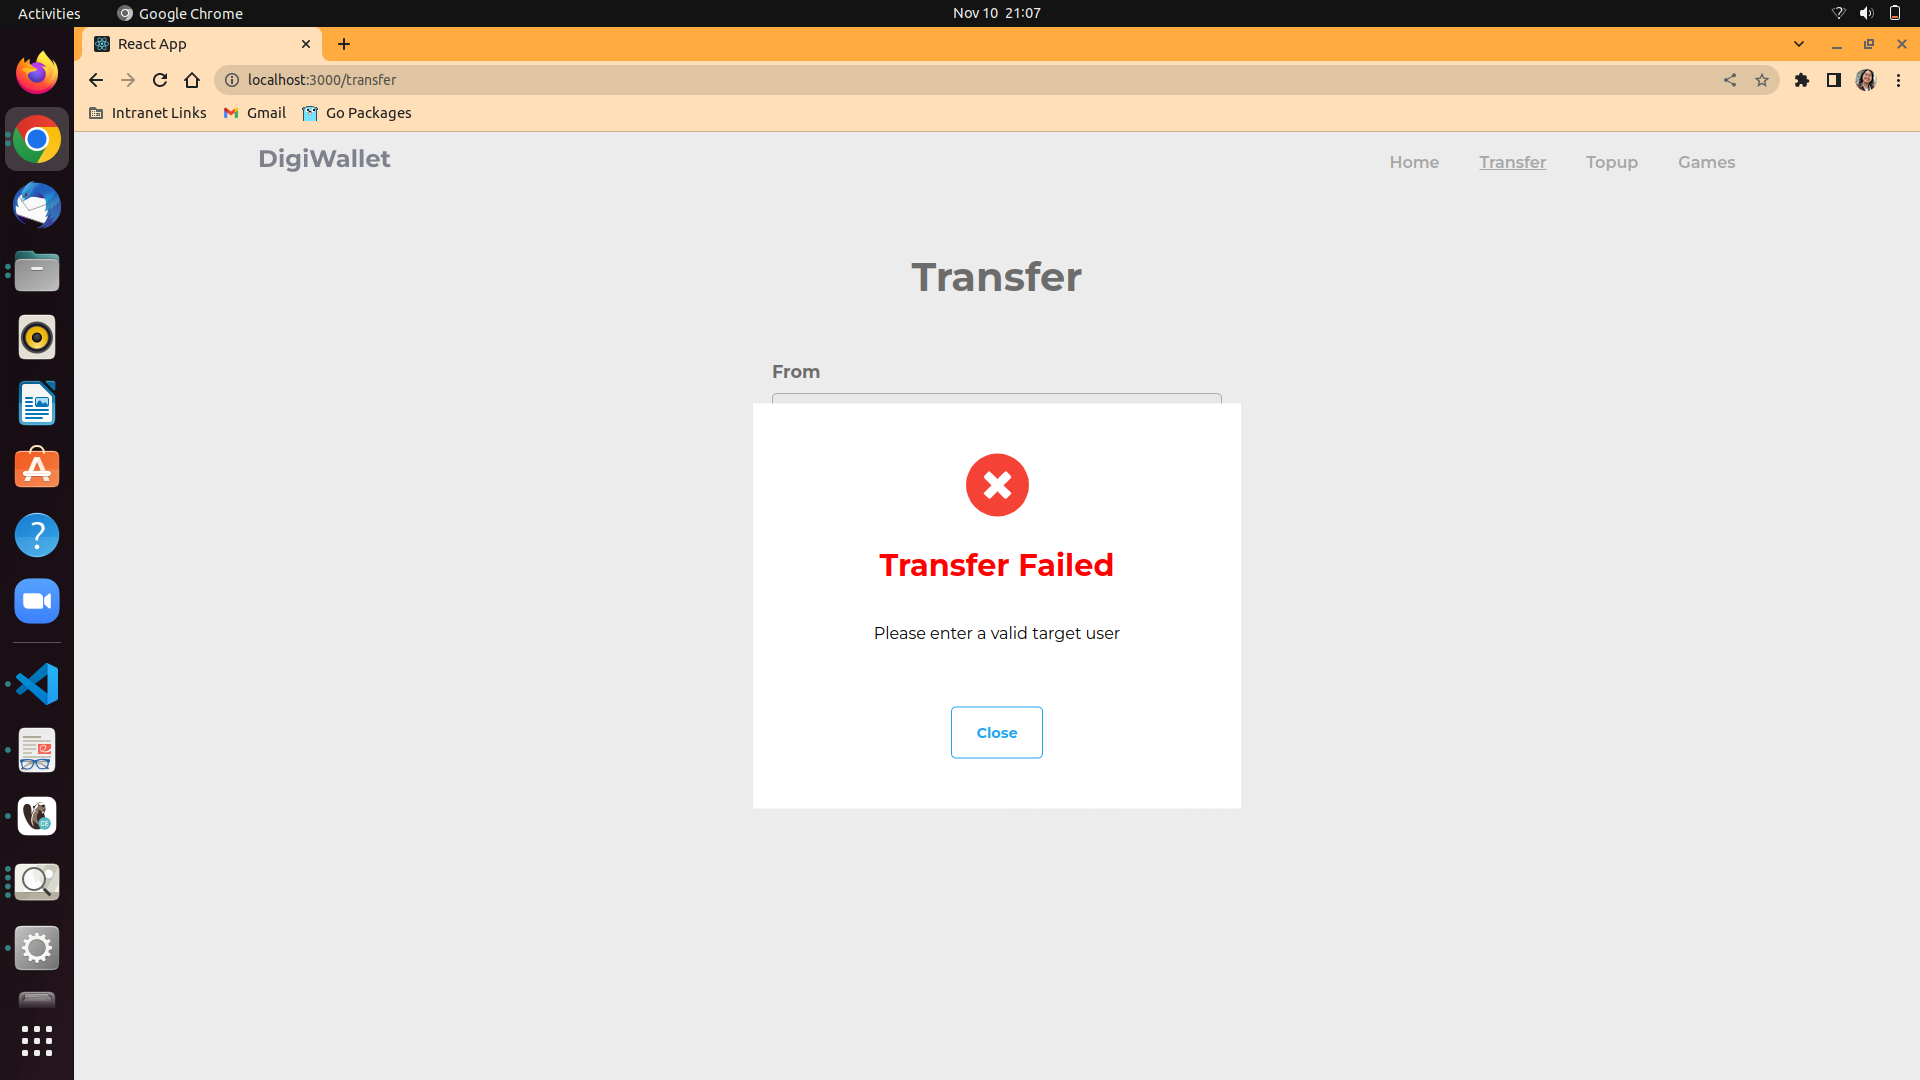 Activities
Google Chrome
Nov 10 21:07
React App
localhost:3000/transfer
Intranet Links
Gmail
Go Packages
DigiWallet
Home
Transfer
Topup
Games
Transfer
From
Transfer Failed
Please enter a valid target user
Close